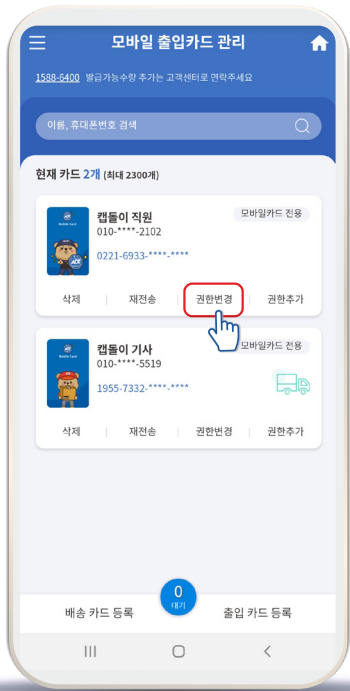 모바일 출입카드 관리
1588-6400 발급가능수량 추가는 고객센터로 연락주세요
이름, 휴대폰번호 검색
현재 카드 2개 (최대 2300개)
캡돌이 직원
모바일카드 전용
010-****-2102
0221-6933-****-****
삭제 재전송 권한변경 권한추가
캡돌이 기사
모바일카드 전용
010-****-5519
1955-7332-****-****
삭제 재전송 권한변경 권한추가
0
대기
배송 카드 등록
출입 카드 등록